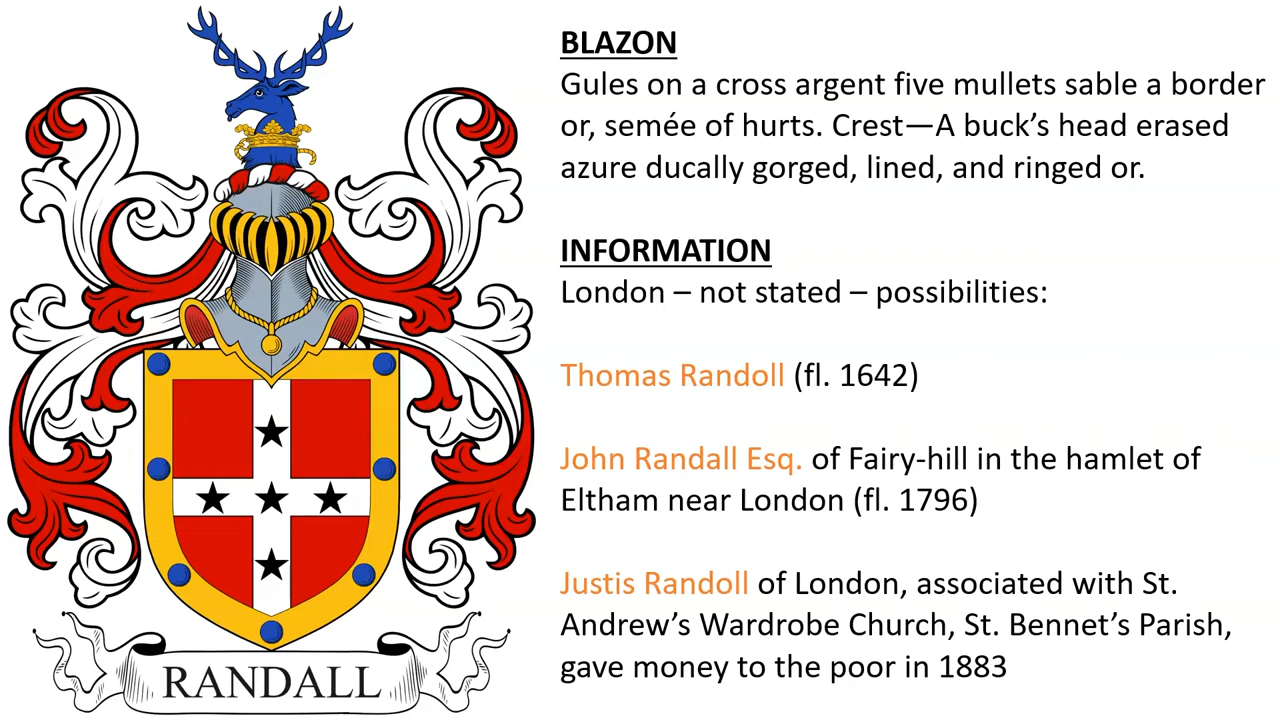 BLAZON
Gules on a cross argent five mullets sable a border
or, semée of hurts. Crest—A buck’s head erased
azure ducally gorged, lined, and ringed or.
INFORMATION
London – not stated – possibilities:
Thomas Randoll (fl. 1642)
John Randall Esq. of Fairy-hill in the hamlet of
Eltham near London (fl. 1796)
Justis Randoll of London, associated with St.
Andrew’s Wardrobe Church, St. Bennet’s Parish,
gave money to the poor in 1883
RANDALL